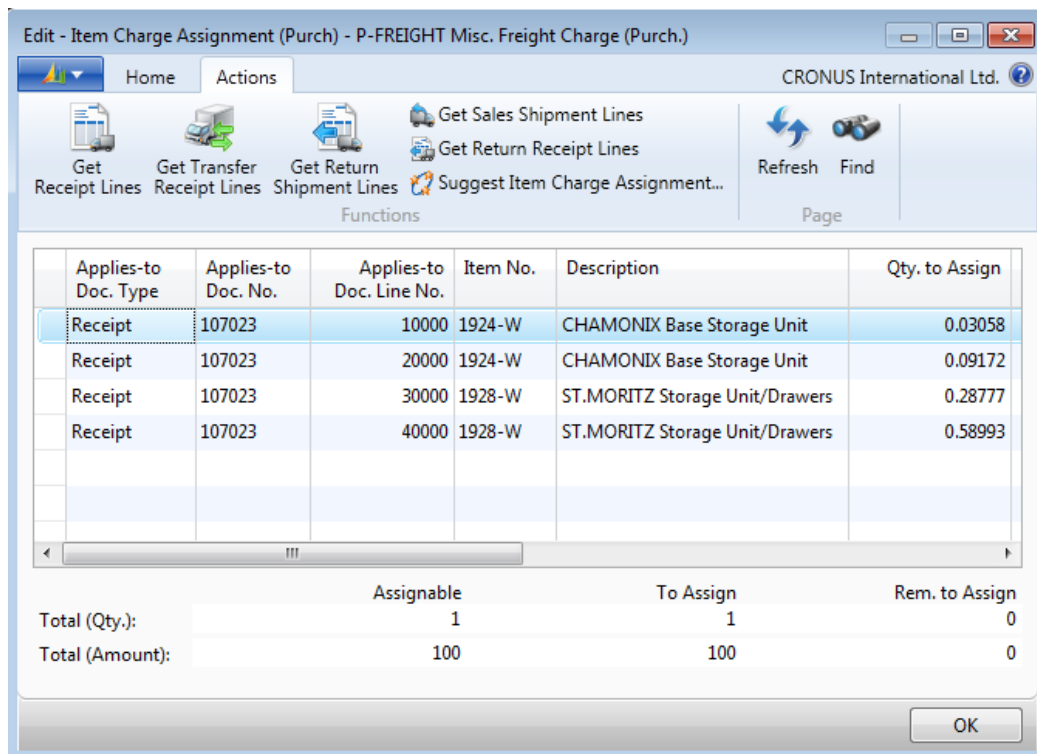 Edit - Item Charge Assignment (Purch) - P-FREIGHT Misc. Freight Charge (Purch.)
Home Actions CRONUS International Ltd.
Get Receipt Lines
Get Transfer Receipt Lines
Get Return Shipment Lines
Get Sales Shipment Lines
Get Return Receipt Lines
Suggest Item Charge Assignment...
Functions
Refresh Find
Page
Applies-to Doc. Type Applies-to Doc. No. Applies-to Doc. Line No. Item No. Description Qty. to Assign
Receipt 107023 10000 1924-W CHAMONIX Base Storage Unit 0.03058
Receipt 107023 20000 1924-W CHAMONIX Base Storage Unit 0.09172
Receipt 107023 30000 1928-W ST.MORITZ Storage Unit/Drawers 0.28777
Receipt 107023 40000 1928-W ST.MORITZ Storage Unit/Drawers 0.58993
Assignable To Assign Rem. to Assign
Total (Qty.): 1 1 0
Total (Amount): 100 100 0
OK